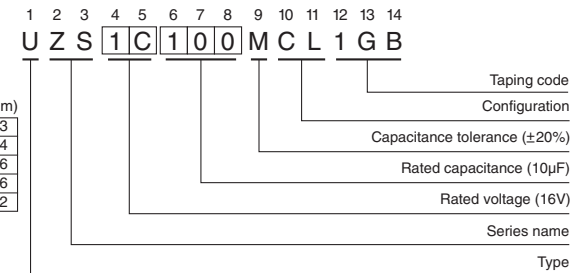 1 2 3 4 5 6 7 8 9 10 11 12 13 14
U Z S 1 C 1 0 0 M C L 1 G B
Taping code
m)
Configuration
3
4
Capacitance tolerance (±20%)
6
Rated capacitance (10µF)
6
2
Rated voltage (16V)
Series name
Type